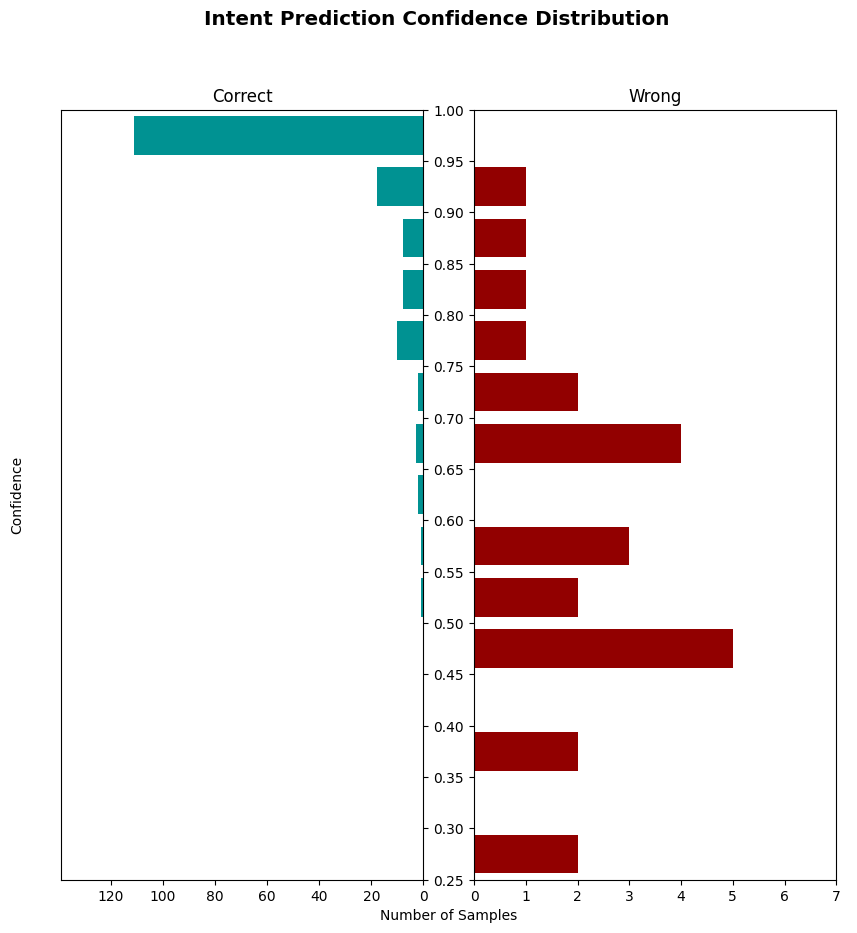 Intent Prediction Confidence Distribution
Correct
Wrong
Confidence
1.00
0.95
0.90
0.85
0.80
0.75
0.70
0.65
0.60
0.55
0.50
0.45
0.40
0.35
0.30
0.25
120 100 80 60 40 20 0
0 1 2 3 4 5 6 7
Number of Samples